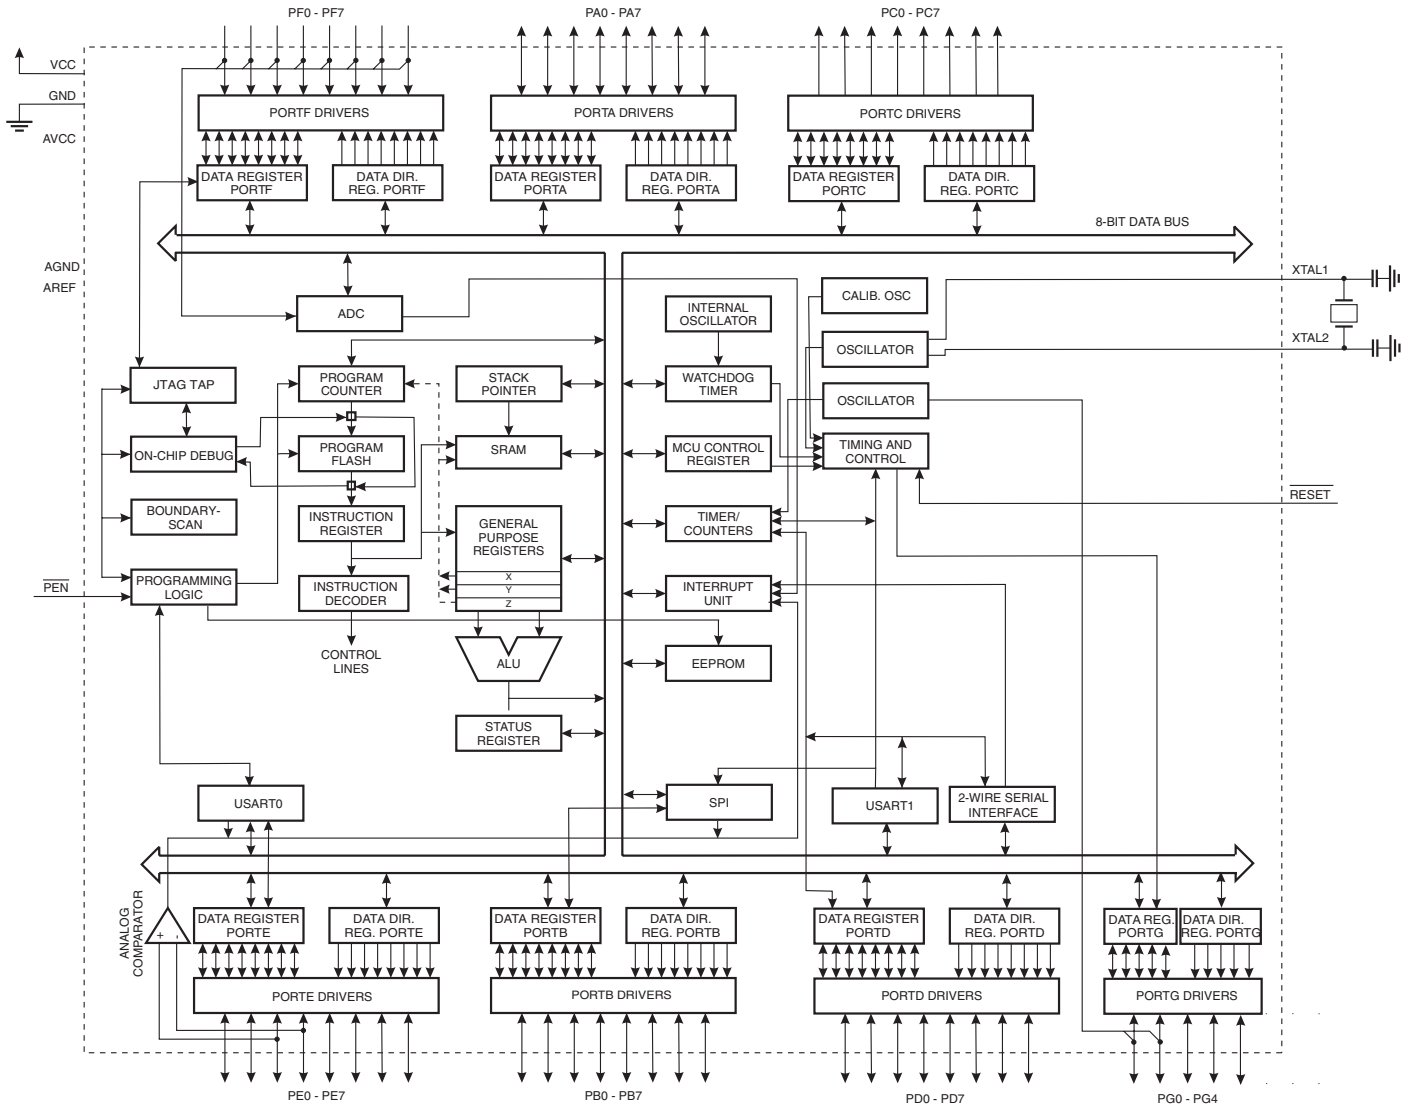 PF0 - PF7
PA0 - PA7
PC0 - PC7
VCC
GND
AVCC
PORTF DRIVERS
PORTA DRIVERS
PORTC DRIVERS
DATA REGISTER
PORTF
DATA DIR.
REG. PORTF
DATA REGISTER
PORTA
DATA DIR.
REG. PORTA
DATA REGISTER
PORTC
DATA DIR.
REG. PORTC
8-BIT DATA BUS
AGND
AREF
XTAL1
XTAL2
ADC
INTERNAL
OSCILLATOR
CALIB. OSC
OSCILLATOR
JTAG TAP
PROGRAM
COUNTER
STACK
POINTER
WATCHDOG
TIMER
OSCILLATOR
ON-CHIP DEBUG
PROGRAM
FLASH
SRAM
MCU CONTROL
REGISTER
TIMING AND
CONTROL
RESET
BOUNDARY-
SCAN
INSTRUCTION
REGISTER
GENERAL
PURPOSE
REGISTERS
X
Y
Z
TIMER/
COUNTERS
PEN
PROGRAMMING
LOGIC
INSTRUCTION
DECODER
INTERRUPT
UNIT
CONTROL
LINES
ALU
EEPROM
STATUS
REGISTER
USART0
SPI
USART1
2-WIRE SERIAL
INTERFACE
ANALOG
COMPARATOR
+
-
DATA REGISTER
PORTE
DATA DIR.
REG. PORTE
DATA REGISTER
PORTB
DATA DIR.
REG. PORTB
DATA REGISTER
PORTD
DATA DIR.
REG. PORTD
DATA REG.
PORTG
DATA DIR.
REG. PORTG
PORTE DRIVERS
PORTB DRIVERS
PORTD DRIVERS
PORTG DRIVERS
PE0 - PE7
PB0 - PB7
PD0 - PD7
PG0 - PG4